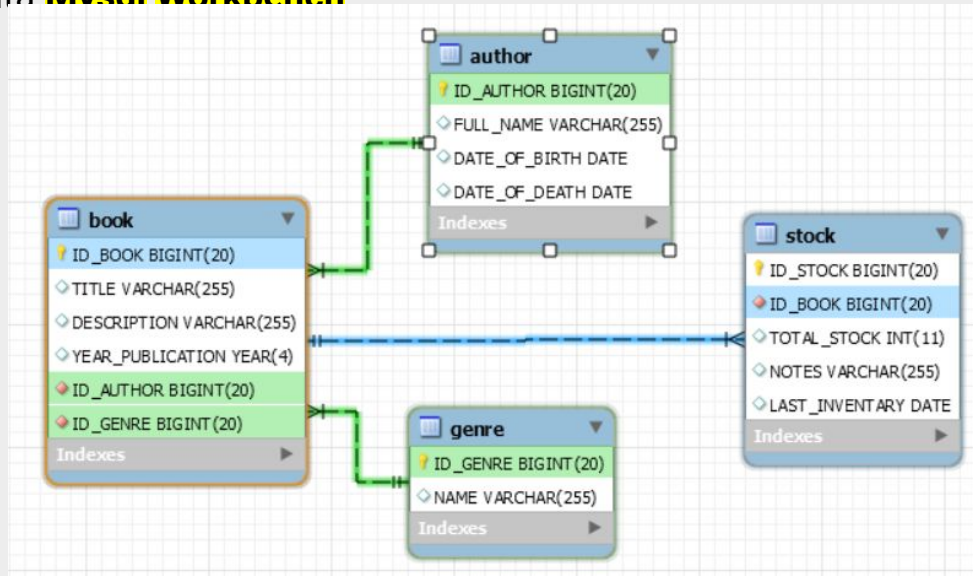 author
ID_AUTHOR BIGINT(20)
FULL_NAME VARCHAR(255)
DATE_OF_BIRTH DATE
DATE_OF_DEATH DATE
Indexes
book
ID_BOOK BIGINT(20)
TITLE VARCHAR(255)
DESCRIPTION VARCHAR(255)
YEAR_PUBLICATION YEAR(4)
ID_AUTHOR BIGINT(20)
ID_GENRE BIGINT(20)
Indexes
stock
ID_STOCK BIGINT(20)
ID_BOOK BIGINT(20)
TOTAL_STOCK INT(11)
NOTES VARCHAR(255)
LAST_INVENTARY DATE
Indexes
genre
ID_GENRE BIGINT(20)
NAME VARCHAR(255)
Indexes